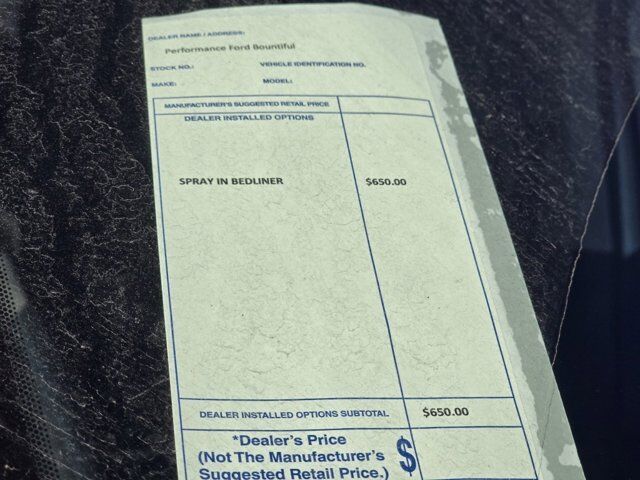 DEALER NAME / ADDRESS:
Performance Ford Bountiful
STOCK NO.: VEHICLE IDENTIFICATION NO.
MAKE: MODEL:
MANUFACTURER'S SUGGESTED RETAIL PRICE
DEALER INSTALLED OPTIONS
SPRAY IN BEDLINER $650.00
DEALER INSTALLED OPTIONS SUBTOTAL $650.00
*Dealer's Price
(Not The Manufacturer's $
Suggested Retail Price.)